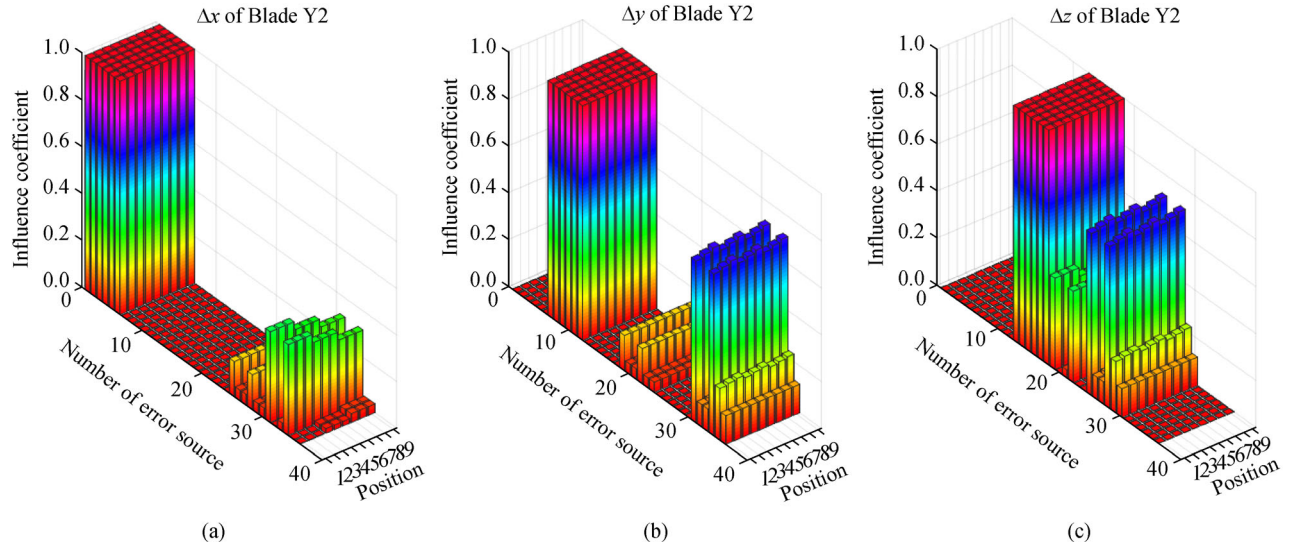 Δx of Blade Y2
1.0
0.8
0.6
0.4
0.2
0.0
Influence coefficient
0
10
20
30
40
Number of error source
123456789
Position
(a)
Δy of Blade Y2
1.0
0.8
0.6
0.4
0.2
0.0
Influence coefficient
0
10
20
30
40
Number of error source
123456789
Position
(b)
Δz of Blade Y2
1.0
0.8
0.6
0.4
0.2
0.0
Influence coefficient
0
10
20
30
40
Number of error source
123456789
Position
(c)